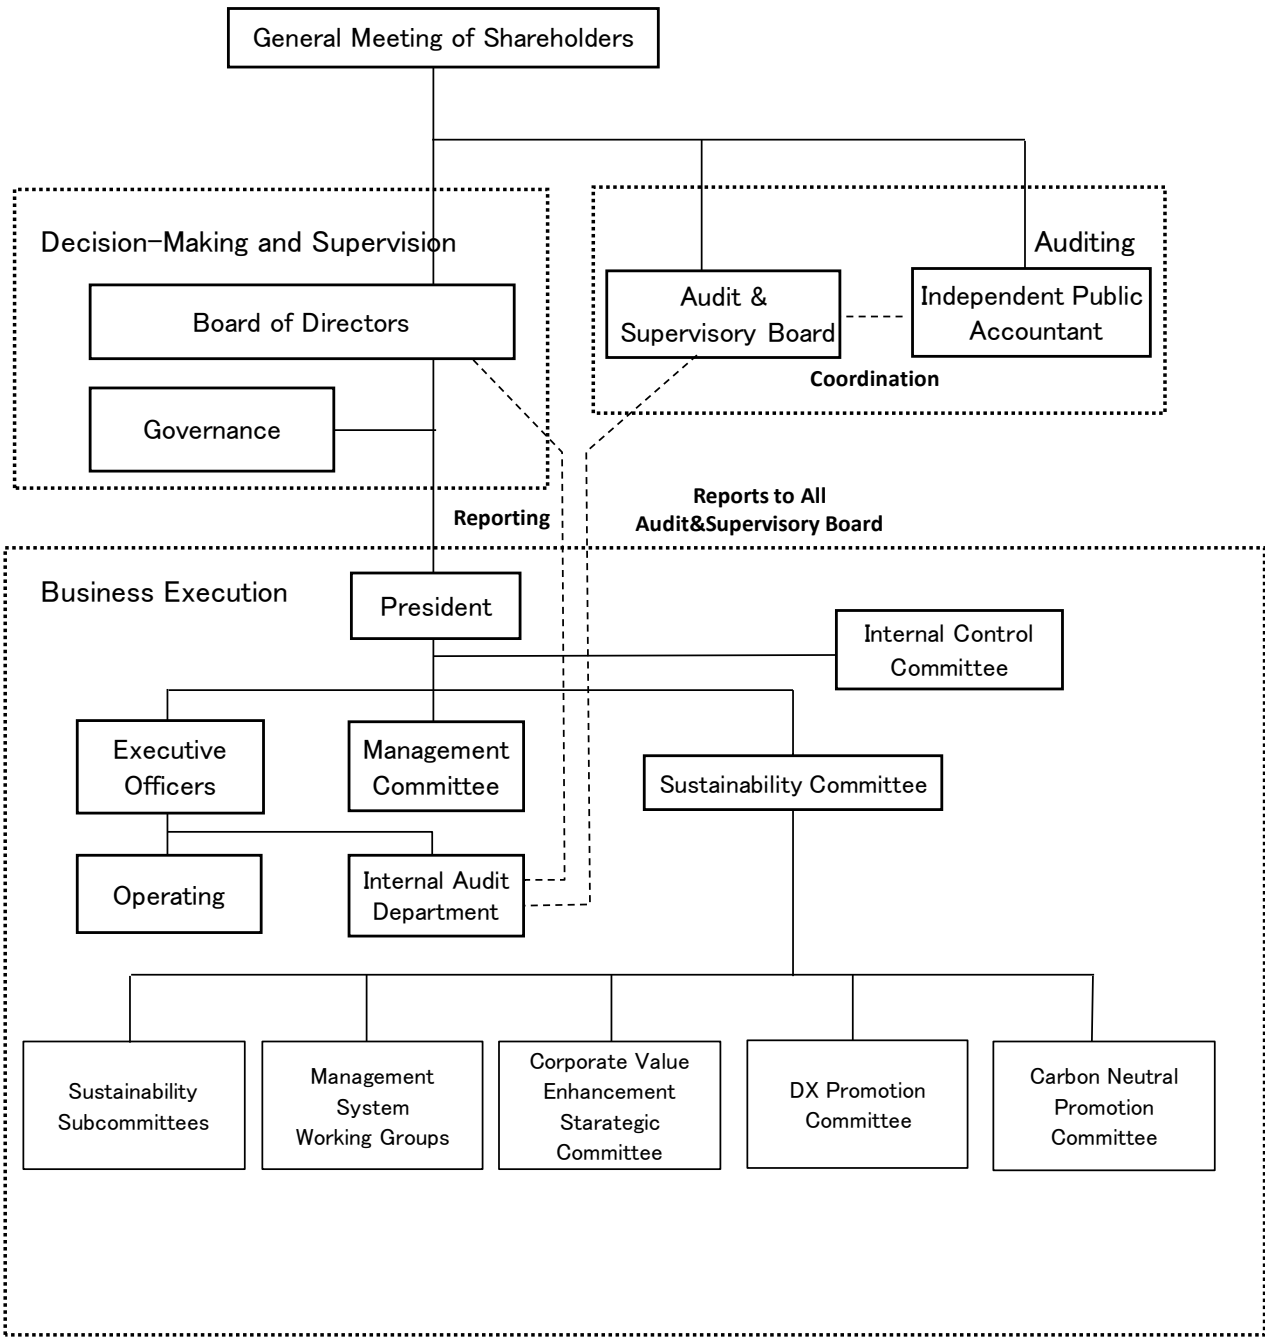 General Meeting of Shareholders
Decision-Making and Supervision
Board of Directors
Governance
Auditing
Audit &
Supervisory Board
Independent Public
Accountant
Coordination
Reporting
Reports to All
Audit&Supervisory Board
Business Execution
President
Internal Control
Committee
Executive
Officers
Management
Committee
Sustainability Committee
Operating
Internal Audit
Department
Sustainability
Subcommittees
Management
System
Working Groups
Corporate Value
Enhancement
Starategic
Committee
DX Promotion
Committee
Carbon Neutral
Promotion
Committee